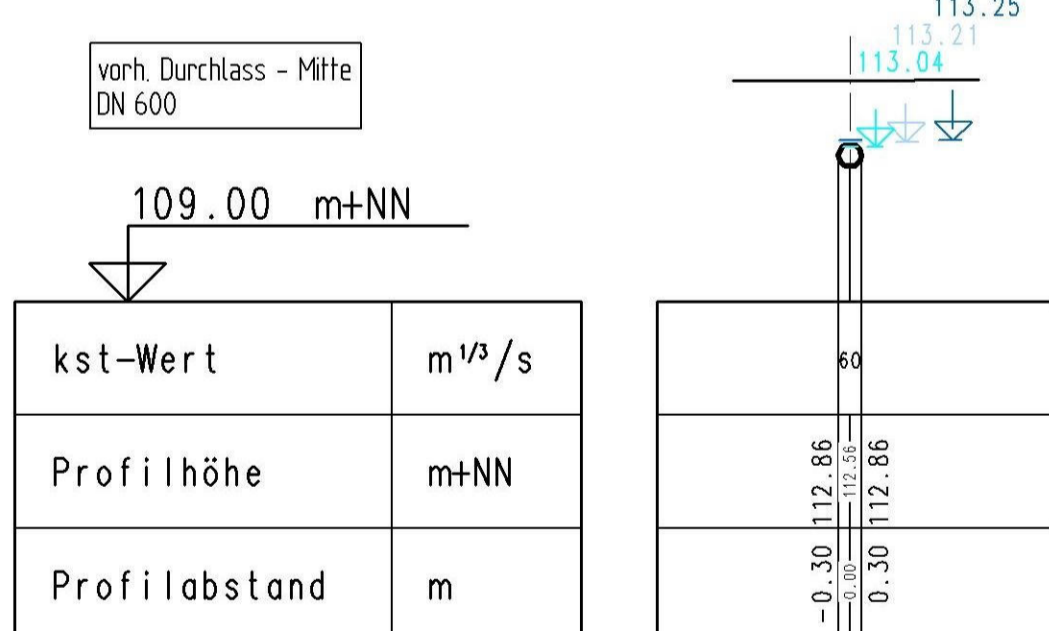 113.25
113.21
113.04
vorh. Durchlass - Mitte
DN 600
109.00 m+NN
kst-Wert m¹/³/s 60
Profilhöhe m+NN 112.86 112.56 112.86
Profilabstand m -0.30 0.00 0.30